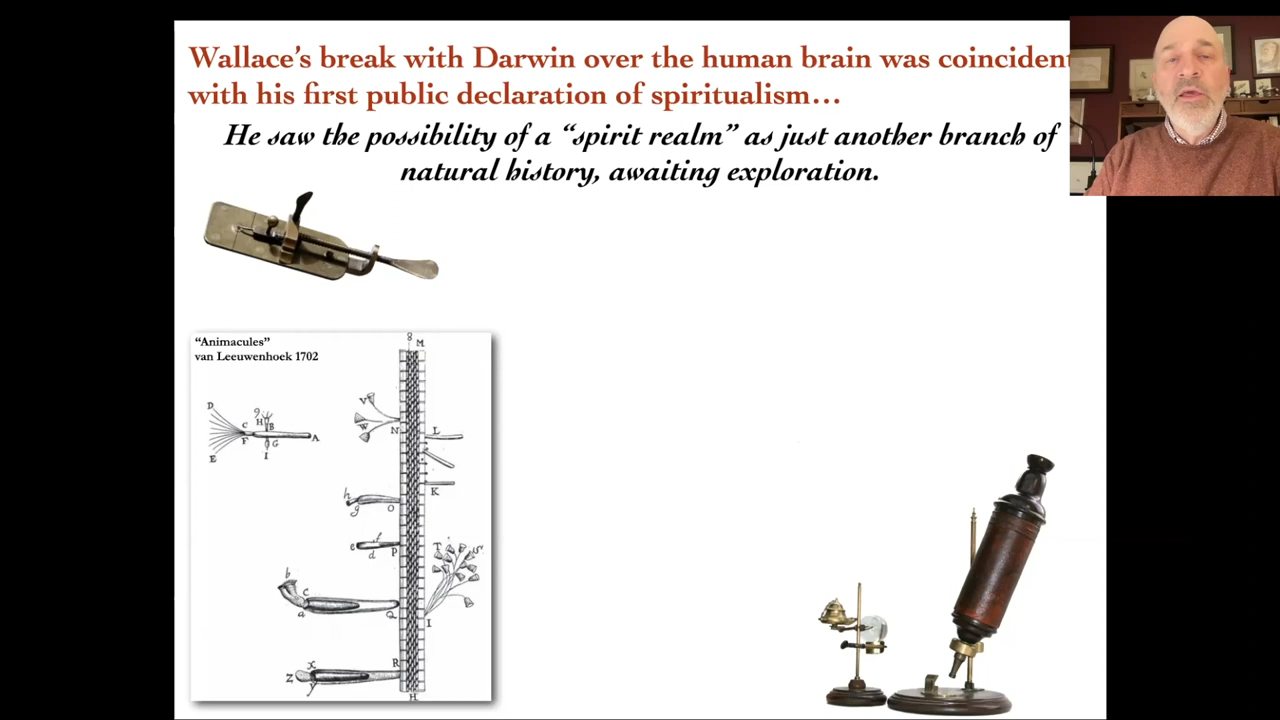 Wallace’s break with Darwin over the human brain was coincident
with his first public declaration of spiritualism…
He saw the possibility of a “spirit realm” as just another branch of
natural history, awaiting exploration.
“Animacules”
van Leeuwenhoek 1702
8
M
D
V
g
H
B
C
W
F
A
N
L
E
G
I
K
h
g
O
T
S
e
f
d
P
b
c
a
Q
I
x
R
Z
y
H